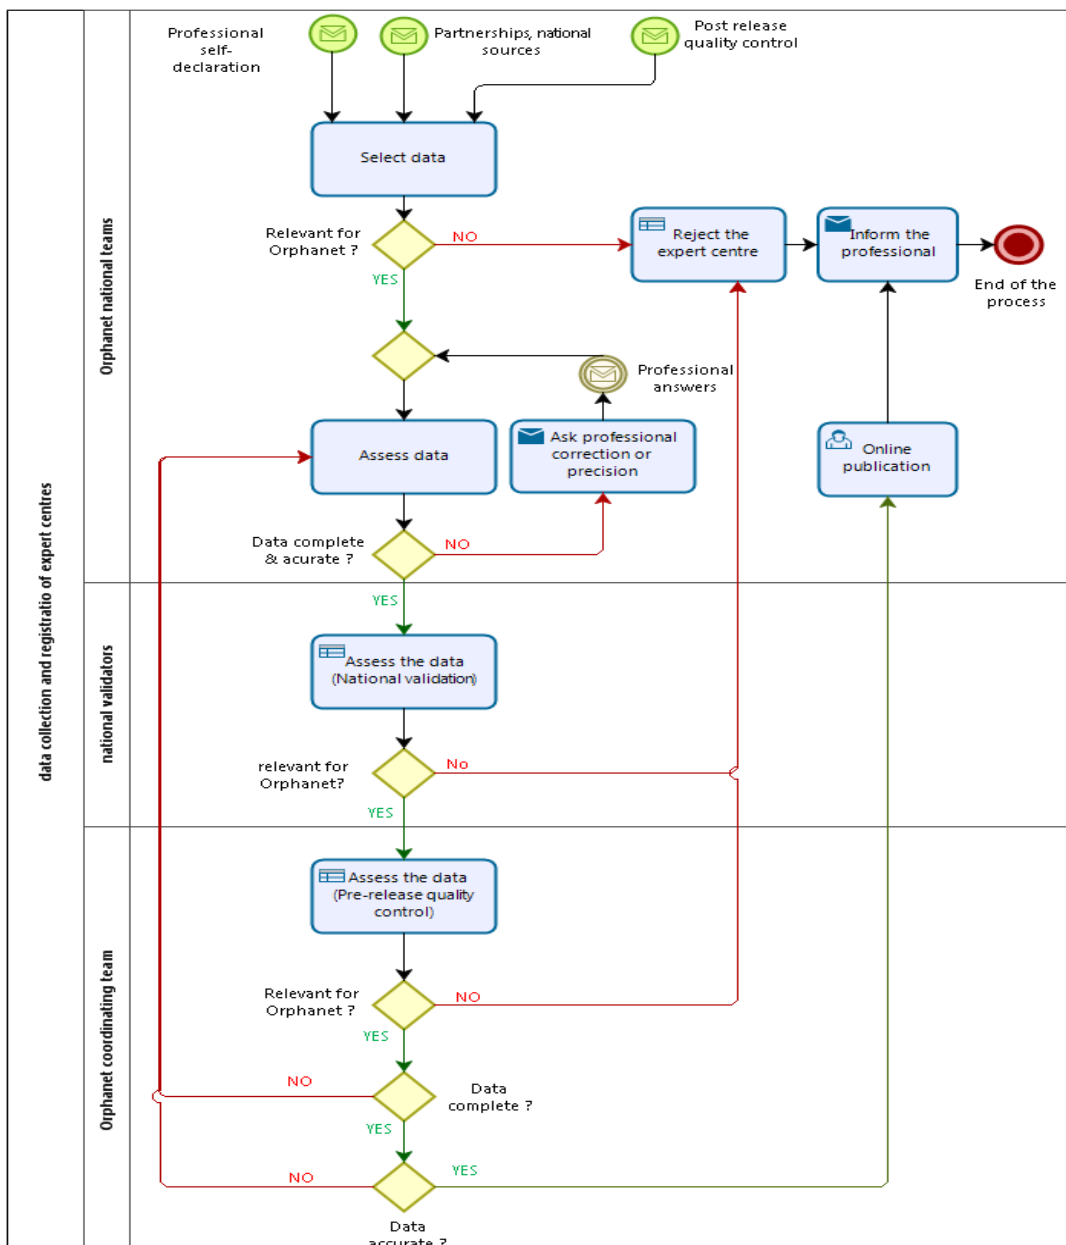 Professional
self-
declaration
Partnerships, national
sources
Post release
quality control
Select data
Relevant for
Orphanet ?
NO
YES
Reject the
expert centre
Inform the
professional
End of the
process
Professional
answers
Assess data
Ask professional
correction or
precision
Online
publication
Data complete
& acurate ?
NO
YES
Assess the data
(National validation)
relevant for
Orphanet?
No
YES
Assess the data
(Pre-release quality
control)
Relevant for
Orphanet ?
NO
YES
NO
Data
complete ?
YES
NO
YES
Data
accurate ?
data collection and registratio of expert centres
Orphanet national teams
national validators
Orphanet coordinating team